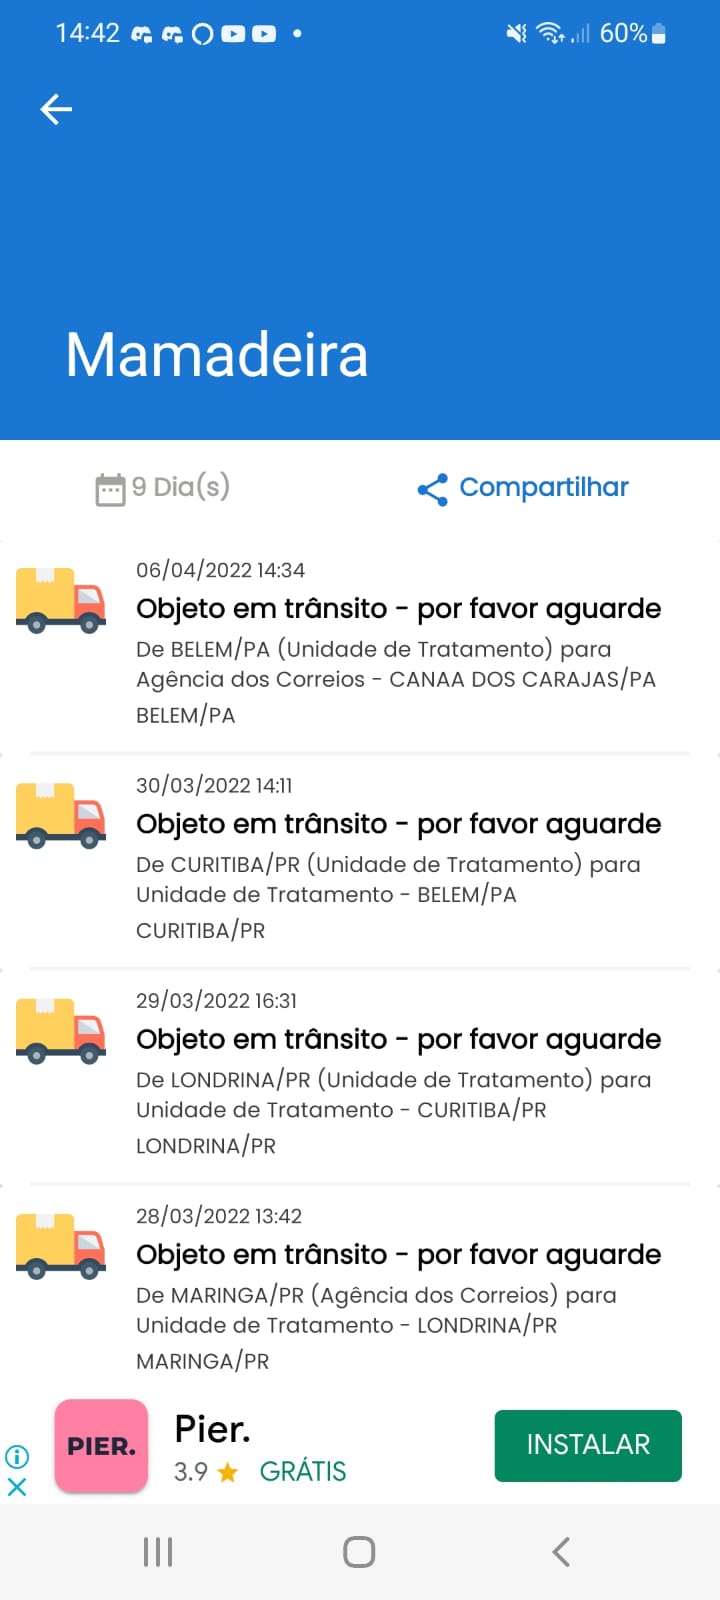 14:42
60%
Mamadeira
9 Dia(s)
Compartilhar
06/04/2022 14:34
Objeto em trânsito - por favor aguarde
De BELEM/PA (Unidade de Tratamento) para
Agência dos Correios - CANAA DOS CARAJAS/PA
BELEM/PA
30/03/2022 14:11
Objeto em trânsito - por favor aguarde
De CURITIBA/PR (Unidade de Tratamento) para
Unidade de Tratamento - BELEM/PA
CURITIBA/PR
29/03/2022 16:31
Objeto em trânsito - por favor aguarde
De LONDRINA/PR (Unidade de Tratamento) para
Unidade de Tratamento - CURITIBA/PR
LONDRINA/PR
28/03/2022 13:42
Objeto em trânsito - por favor aguarde
De MARINGA/PR (Agência dos Correios) para
Unidade de Tratamento - LONDRINA/PR
MARINGA/PR
PIER.
Pier.
3.9 ★ GRÁTIS
INSTALAR